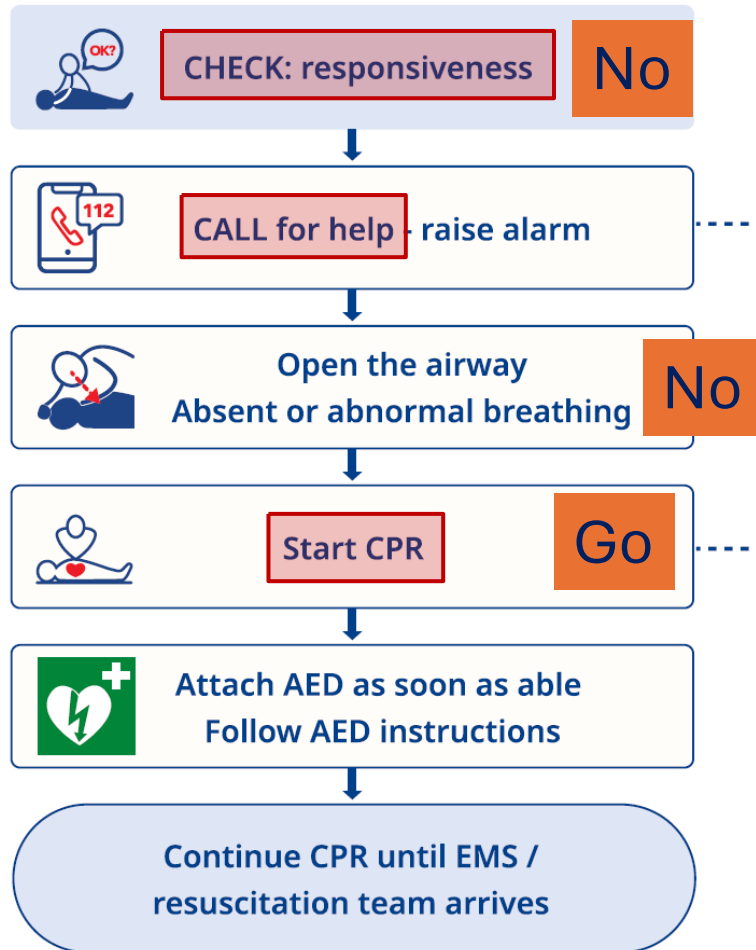 OK?
CHECK: responsiveness
No
112
CALL for help - raise alarm
Open the airway
Absent or abnormal breathing
No
Start CPR
Go
Attach AED as soon as able
Follow AED instructions
Continue CPR until EMS /
resuscitation team arrives